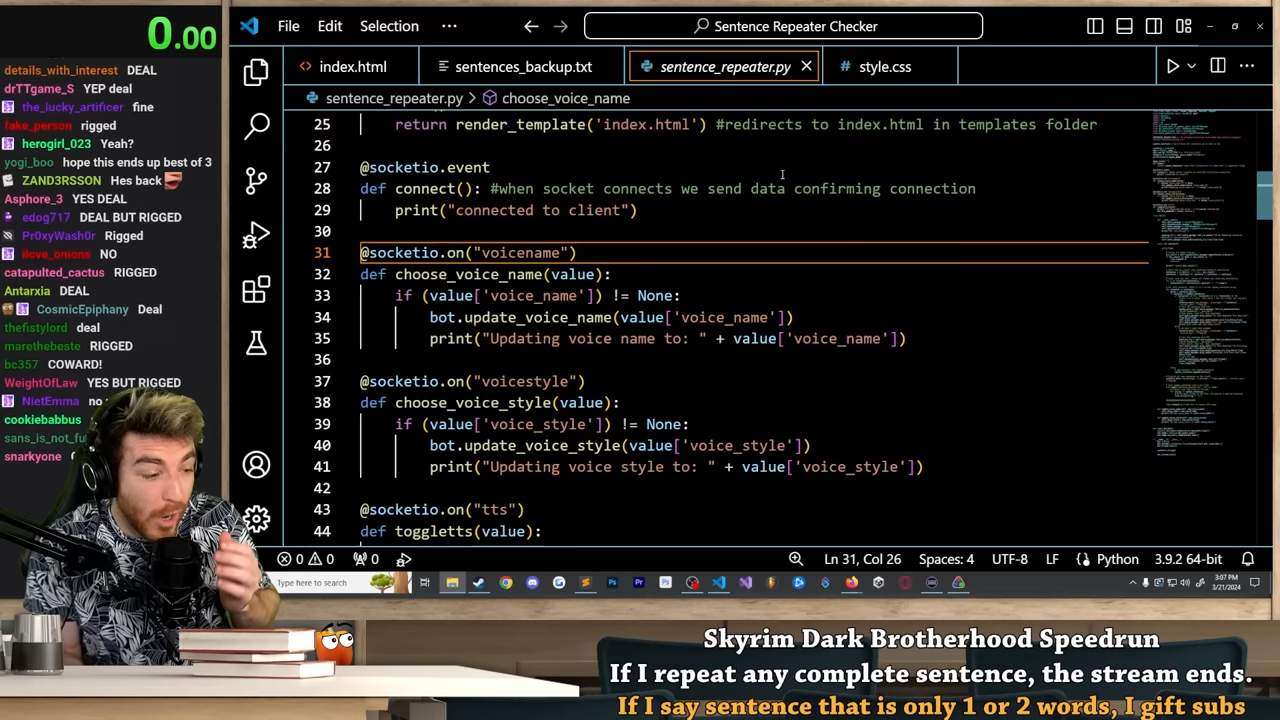 0.00
details_with_interest DEAL
drTTgame_S YEP deal
the_lucky_artificer fine
fake_person rigged
herogirl_023 Yeah?
yogi_boo hope this ends up best of 3
ZAND3RSSON Hes back
Asphore_3 YES DEAL
edog717 DEAL BUT RIGGED
Pr0xyWash0r Rigged
ilove_omons NO
catapulted_cactus RIGGED
Antarxia DEAL
CosmicEpiphany Deal
thefistylord deal
marethebeste RIGGED
bc357 COWARD!
WeightOfLaw YES BUT RIGGED
NietEmma no
cookiebabbus
sans_is_not_fu
snarkyone
File Edit Selection ···
Sentence Repeater Checker
index.html
sentences_backup.txt
sentence_repeater.py
style.css
sentence_repeater.py > choose_voice_name
25 return render_template('index.html') #redirects to index.html in templates folder
26
27 @socketio.event
28 def connect(): #when socket connects we send data confirming connection
29 print("connected to client")
30
31 @socketio.on("voicename")
32 def choose_voice_name(value):
33 if (value['voice_name']) != None:
34 bot.update_voice_name(value['voice_name'])
35 print("Updating voice name to: " + value['voice_name'])
36
37 @socketio.on("voicestyle")
38 def choose_voice_style(value):
39 if (value['voice_style']) != None:
40 bot.update_voice_style(value['voice_style'])
41 print("Updating voice style to: " + value['voice_style'])
42
43 @socketio.on("tts")
44 def toggletts(value):
0 0 0 Ln 31, Col 26 Spaces: 4 UTF-8 LF Python 3.9.2 64-bit
Type here to search
3:07 PM
3/21/2024
Skyrim Dark Brotherhood Speedrun
If I repeat any complete sentence, the stream ends.
If I say sentence that is only 1 or 2 words, I gift subs